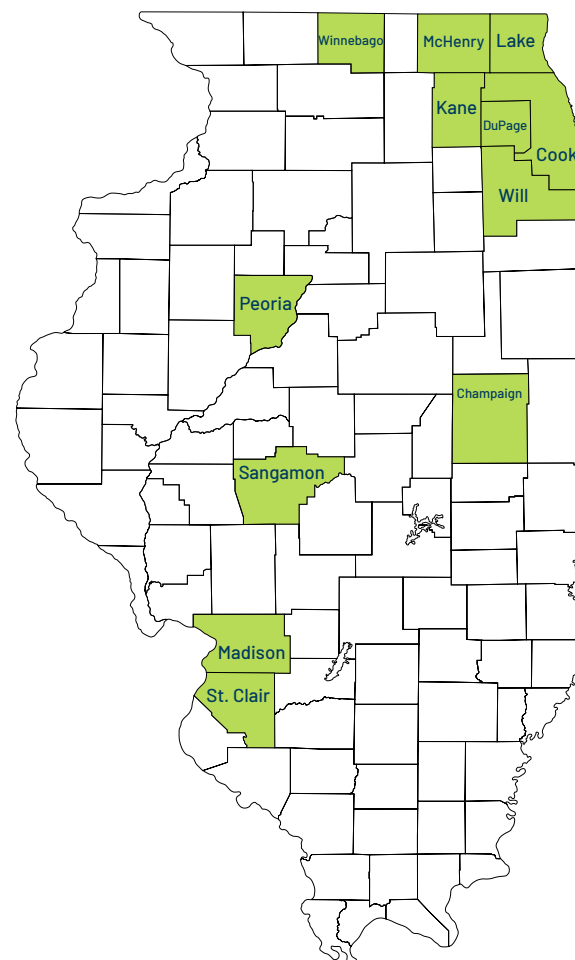 Winnebago
McHenry
Lake
Kane
DuPage
Cook
Will
Peoria
Champaign
Sangamon
Madison
St. Clair